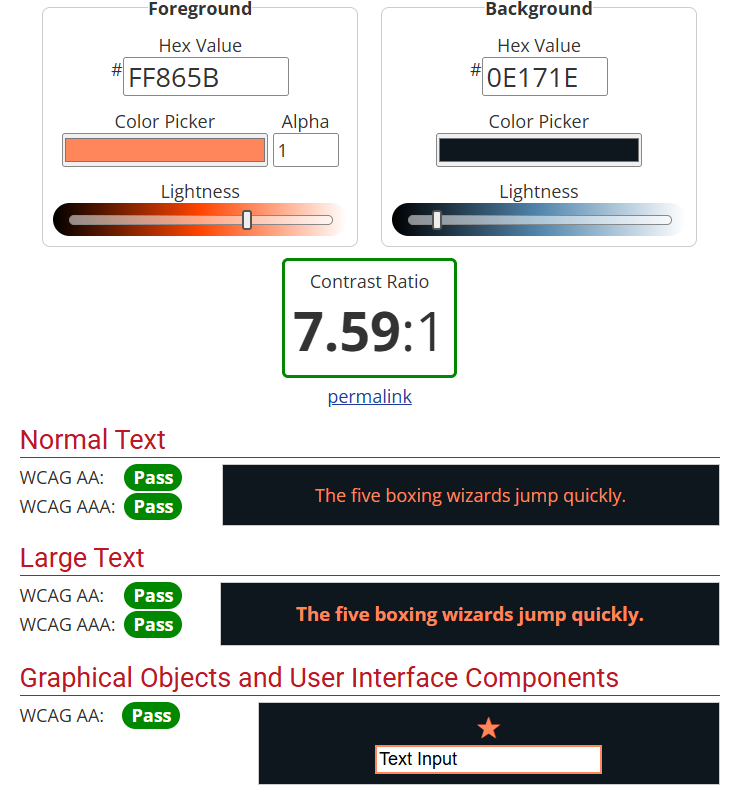 Foreground
Hex Value
# FF865B
Color Picker
Alpha
1
Lightness
Background
Hex Value
# 0E171E
Color Picker
Lightness
Contrast Ratio
7.59:1
permalink
Normal Text
WCAG AA: Pass
WCAG AAA: Pass
The five boxing wizards jump quickly.
Large Text
WCAG AA: Pass
WCAG AAA: Pass
The five boxing wizards jump quickly.
Graphical Objects and User Interface Components
WCAG AA: Pass
Text Input